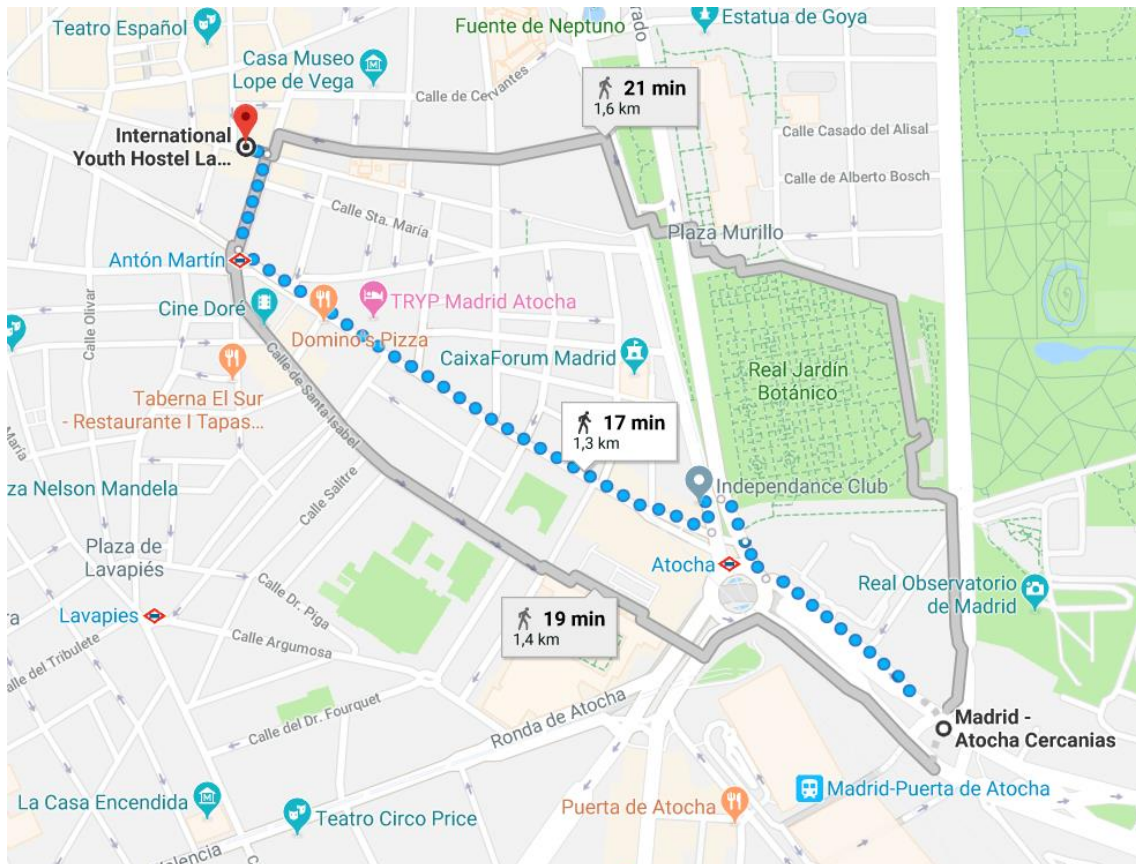 Teatro Español
Fuente de Neptuno
rado
Estatua de Goya
Casa Museo
Lope de Vega
Calle de Cervantes
21 min
1,6 km
International
Youth Hostel La...
Calle Casado del Alisal
Calle de Alberto Bosch
Calle Sta. María
Plaza Murillo
Antón Martín
Cine Doré
TRYP Madrid Atocha
Calle Olivar
Domino's Pizza
CaixaForum Madrid
Real Jardín
Botánico
Taberna El Sur
- Restaurante I Tapas...
Calle de Santa Isabel
María
17 min
1,3 km
za Nelson Mandela
Calle Salitre
Independance Club
Plaza de
Lavapiés
Atocha
Real Observatorio
de Madrid
Lavapies
Calle Dr. Piga
19 min
1,4 km
ra
Calle Argumosa
alle del Tribulete
Calle del Dr. Fourquet
Ronda de Atocha
Madrid -
Atocha Cercanias
La Casa Encendida
Teatro Circo Price
Puerta de Atocha
Madrid-Puerta de Atocha
alencia